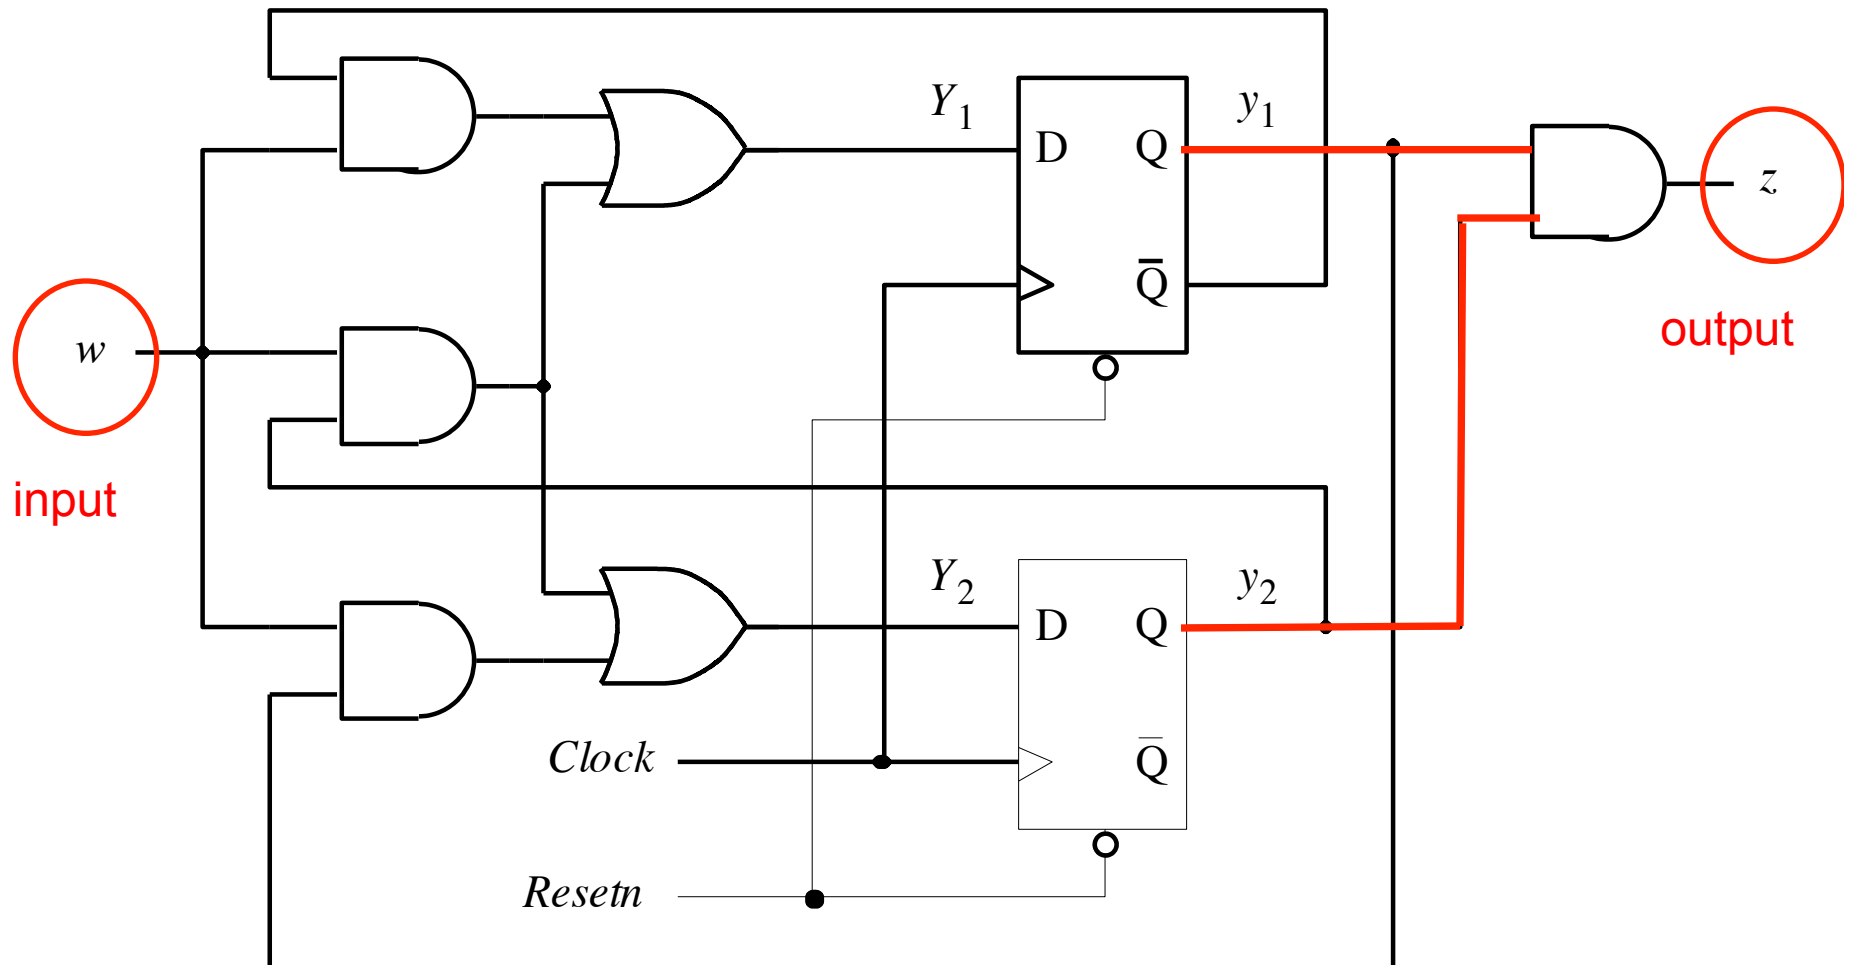 Y₁
y₁
D
Q
z
Q̅
w
output
input
Y₂
y₂
D
Q
Clock
Q̅
Resetn